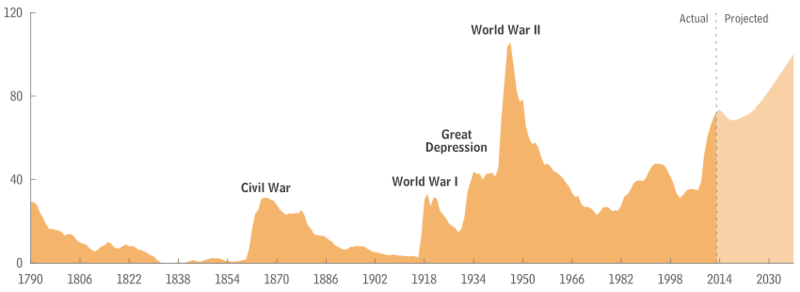 120
Actual
Projected
World War II
80
Great
Depression
Civil War
World War I
40
0
1790 1806 1822 1838 1854 1870 1886 1902 1918 1934 1950 1966 1982 1998 2014 2030